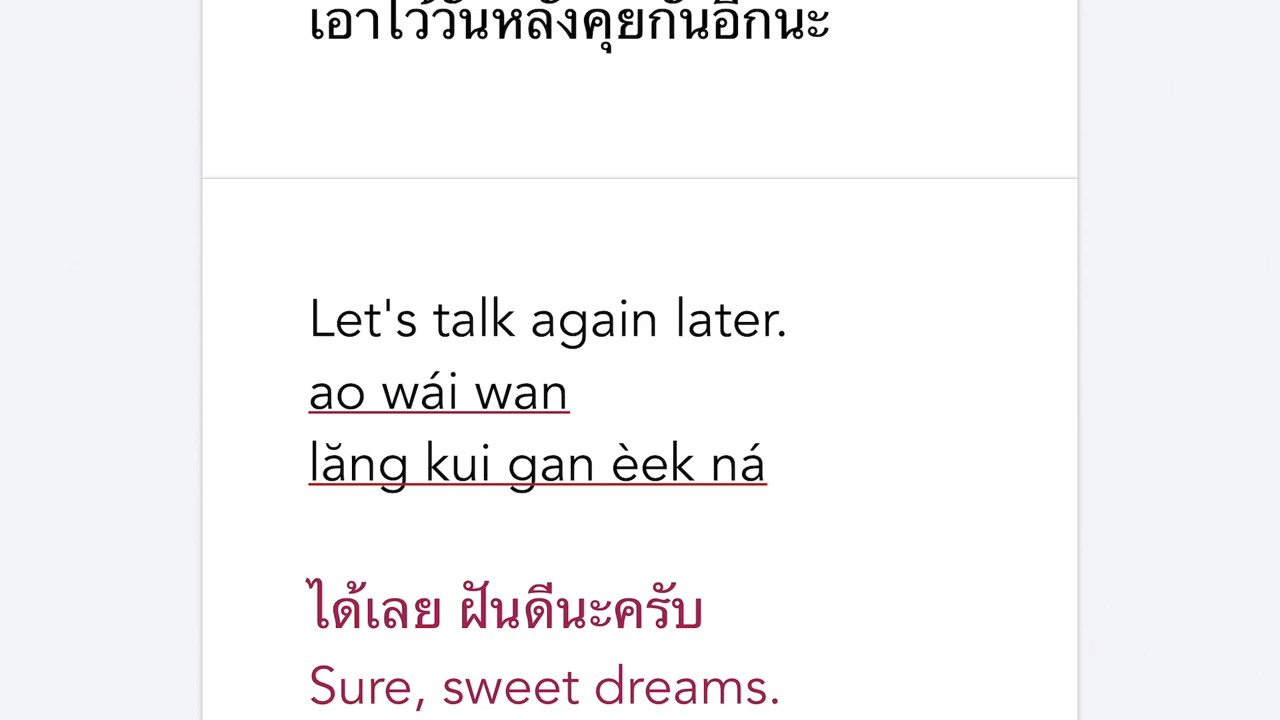 เอาไว้วันหลังคุยกันอีกนะ
Let's talk again later.
ao wái wan
lăng kui gan èek ná
ได้เลย ฝันดีนะครับ
Sure, sweet dreams.